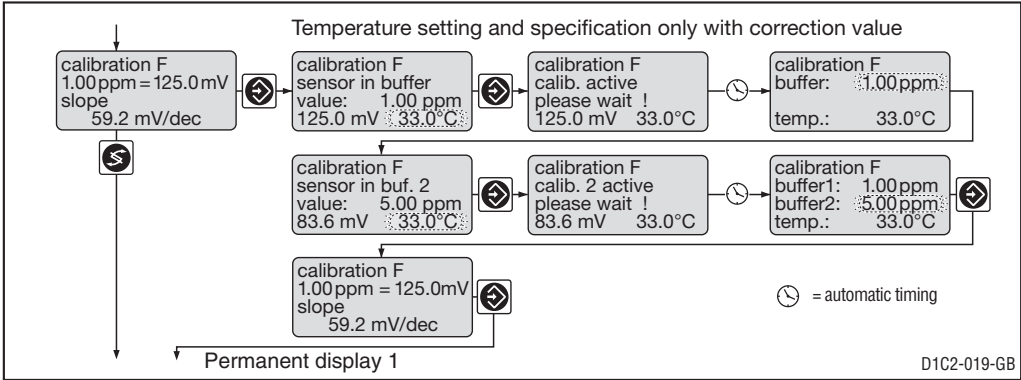 Temperature setting and specification only with correction value
calibration F
1.00 ppm = 125.0 mV
slope
59.2 mV/dec
calibration F
sensor in buffer
value: 1.00 ppm
125.0 mV 33.0°C
calibration F
calib. active
please wait !
125.0 mV 33.0°C
calibration F
buffer: 1.00 ppm
temp.: 33.0°C
calibration F
sensor in buf. 2
value: 5.00 ppm
83.6 mV 33.0°C
calibration F
calib. 2 active
please wait !
83.6 mV 33.0°C
calibration F
buffer1: 1.00 ppm
buffer2: 5.00 ppm
temp.: 33.0°C
calibration F
1.00 ppm = 125.0mV
slope
59.2 mV/dec
= automatic timing
Permanent display 1
D1C2-019-GB